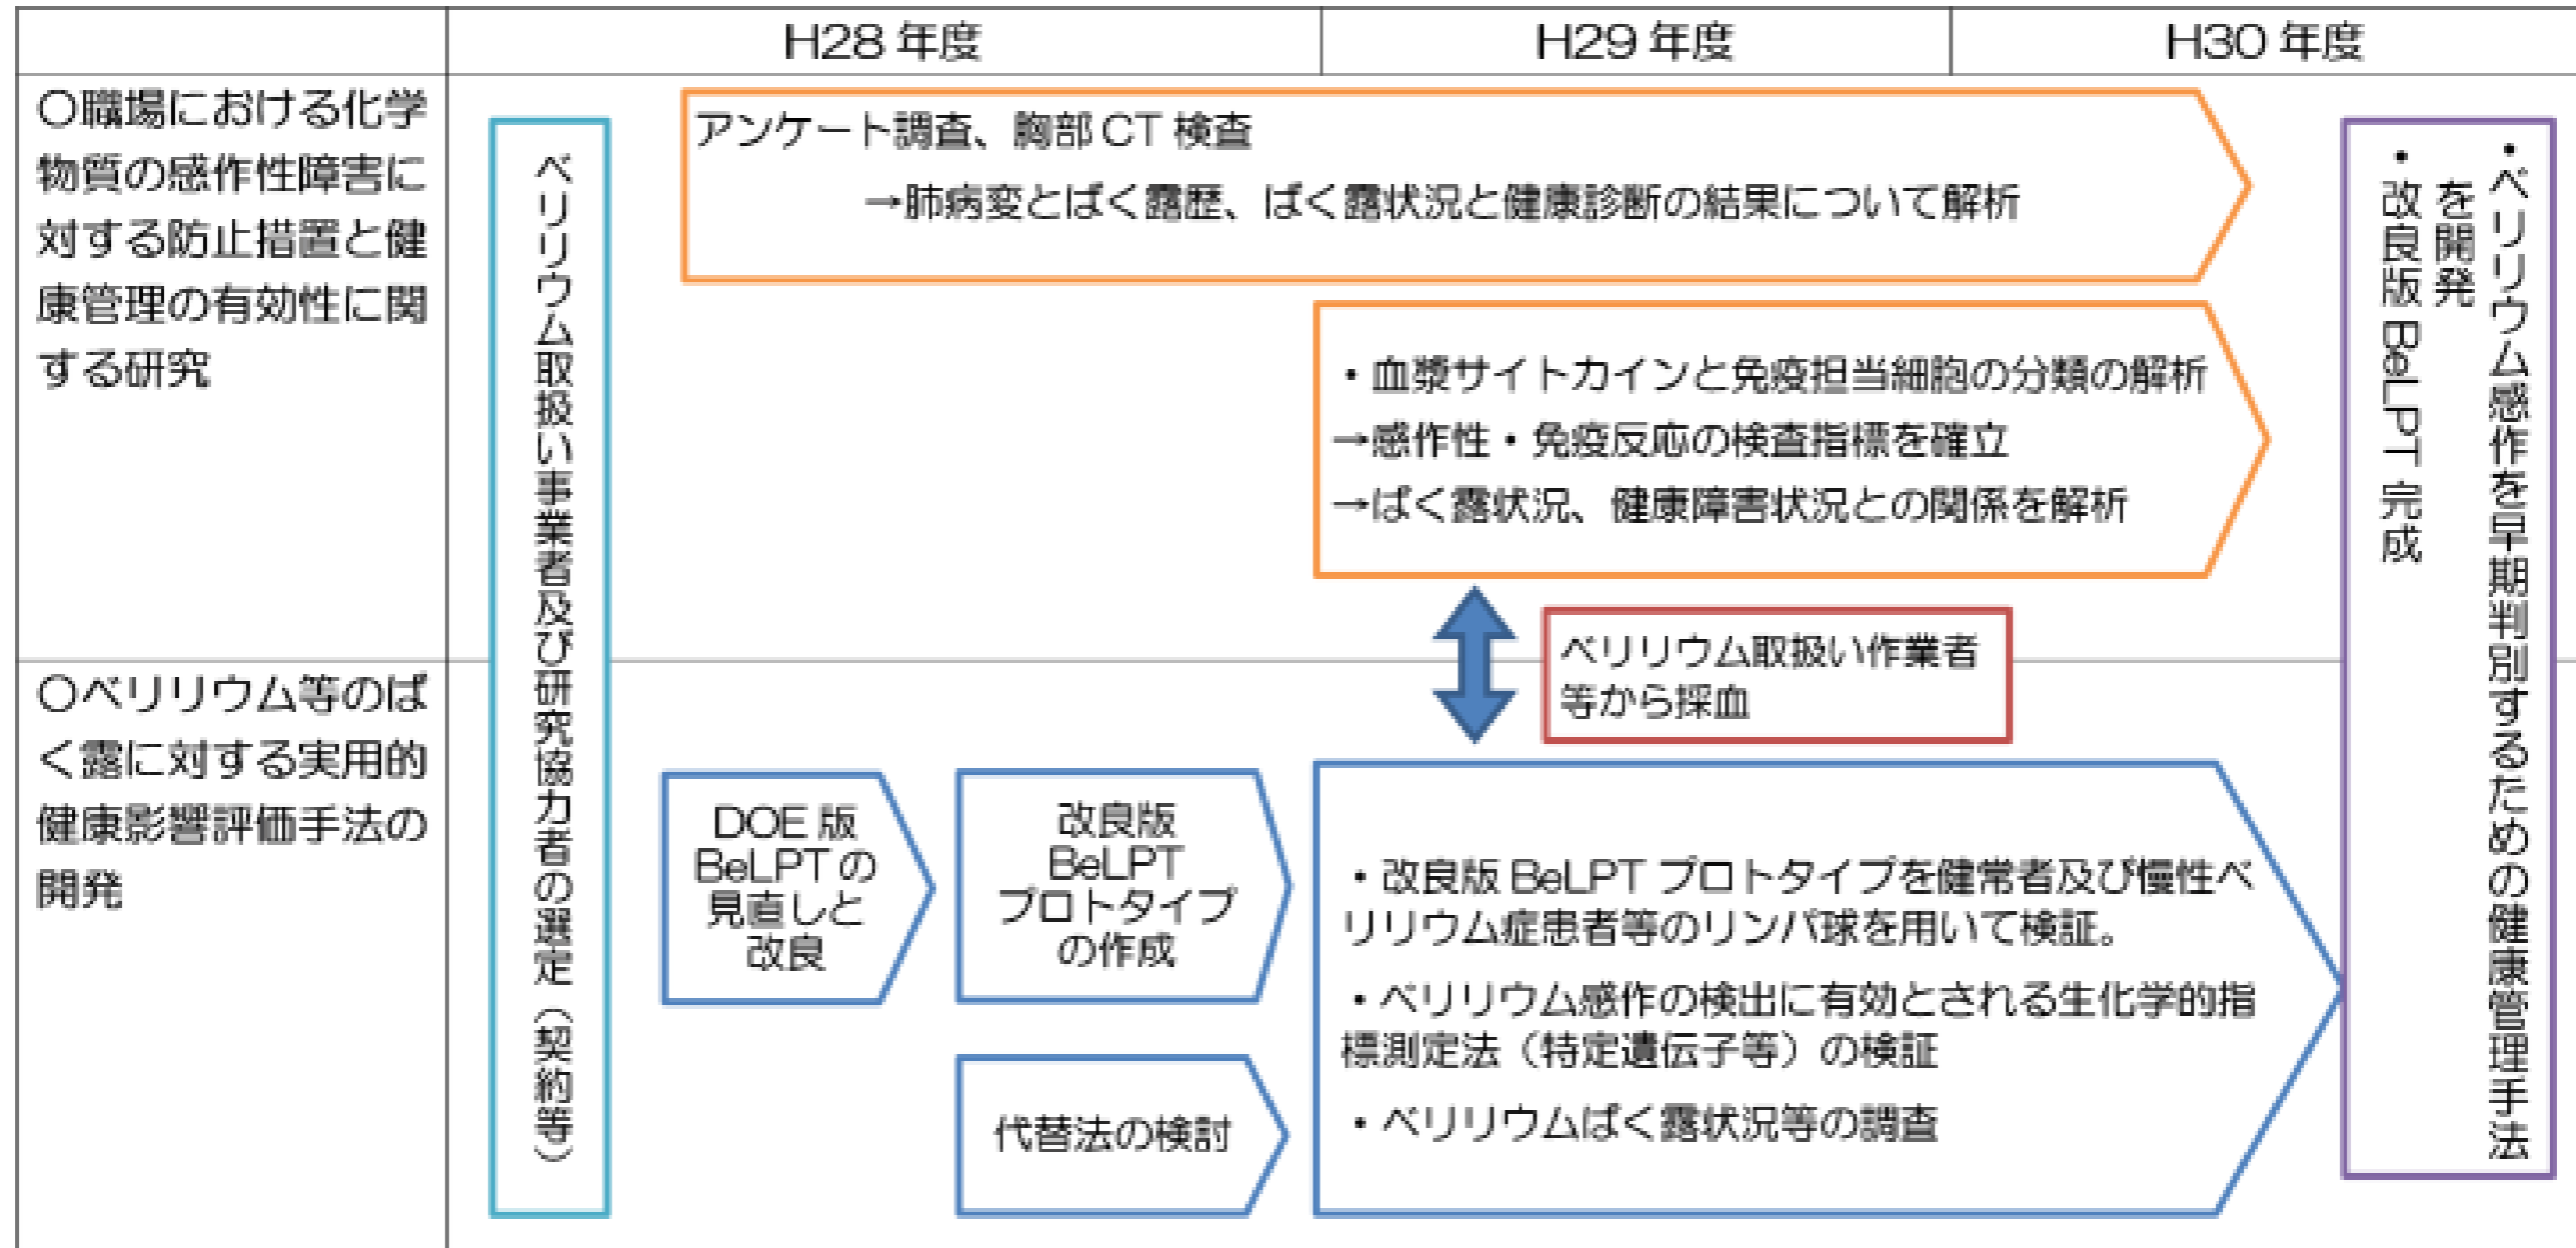 H28 年度
H29 年度
H30 年度
〇職場における化学
物質の感作性障害に
対する防止措置と健
康管理の有効性に関
する研究
ベリリウム取扱い事業者及び研究協力者の選定（契約等）
アンケート調査、胸部 CT 検査
→肺病変とばく露歴、ばく露状況と健康診断の結果について解析
・血漿サイトカインと免疫担当細胞の分類の解析
→感作性・免疫反応の検査指標を確立
→ばく露状況、健康障害状況との関係を解析
ベリリウム取扱い作業者
等から採血
〇ベリリウム等のば
く露に対する実用的
健康影響評価手法の
開発
DOE 版
BeLPT の
見直しと
改良
改良版
BeLPT
プロトタイプ
の作成
代替法の検討
・改良版 BeLPT プロトタイプを健常者及び慢性ベ
リリウム症患者等のリンパ球を用いて検証。
・ベリリウム感作の検出に有効とされる生化学的指
標測定法（特定遺伝子等）の検証
・ベリリウムばく露状況等の調査
・ベリリウム感作を早期判別するための健康管理手法
を開発
・改良版 BeLPT 完成